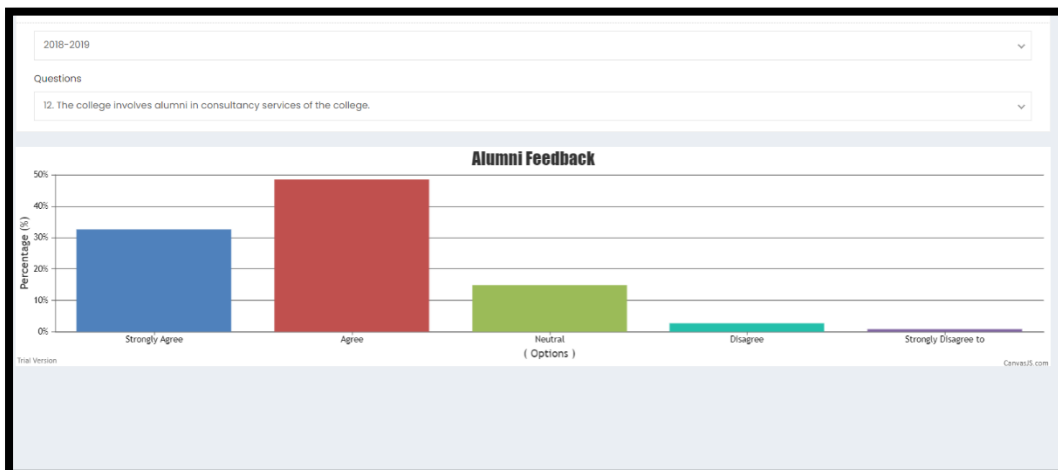 2018-2019
Questions
12. The college involves alumni in consultancy services of the college.
Alumni Feedback
50%
40%
30%
20%
10%
0%
Percentage (%)
Strongly Agree Agree Neutral Disagree Strongly Disagree to
( Options )
Trial Version CanvasJS.com